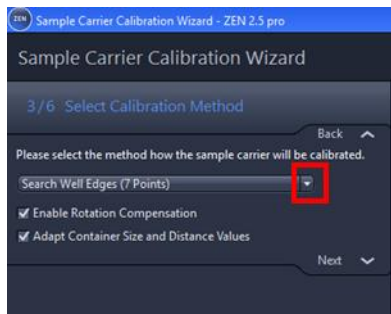 ZEN Sample Carrier Calibration Wizard - ZEN 2.5 pro
Sample Carrier Calibration Wizard
3/6 Select Calibration Method
Back
Please select the method how the sample carrier will be calibrated.
Search Well Edges (7 Points)
Enable Rotation Compensation
Adapt Container Size and Distance Values
Next